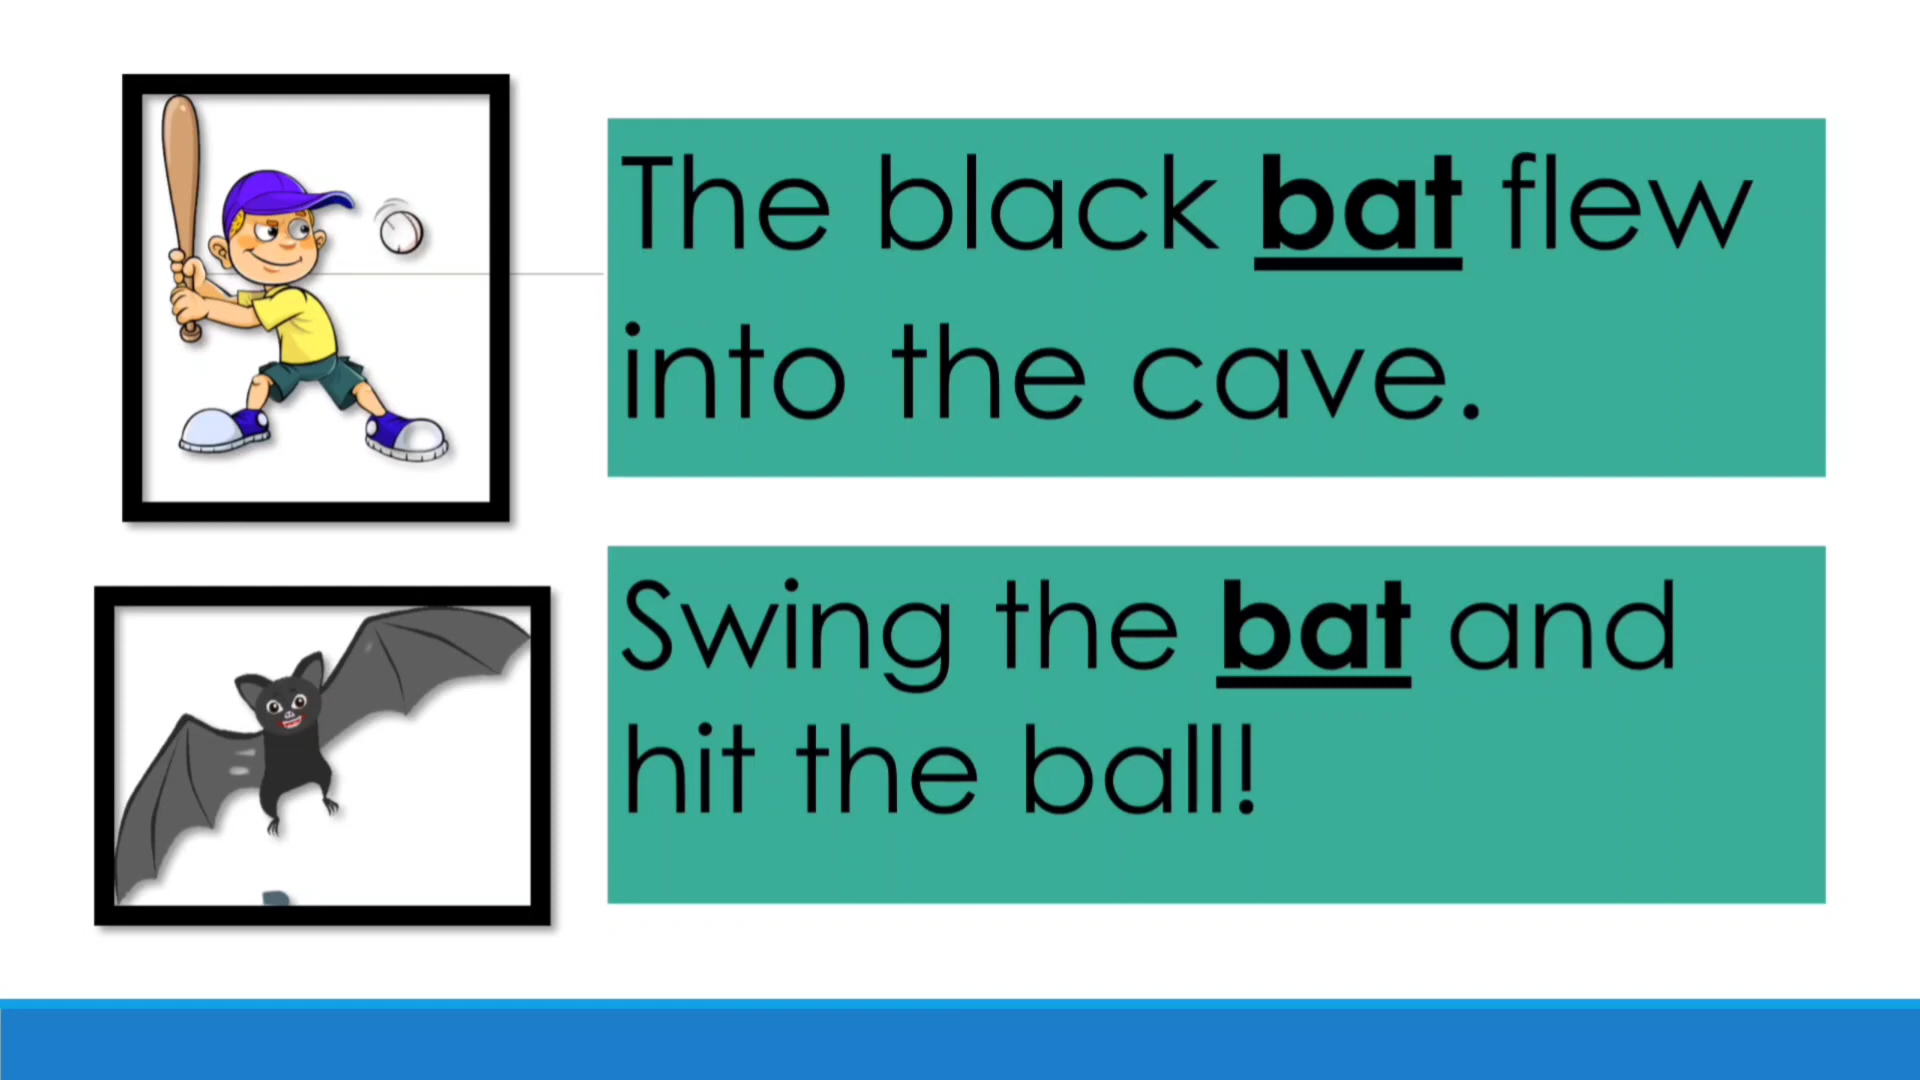 The black bat flew
into the cave.
Swing the bat and
hit the ball!